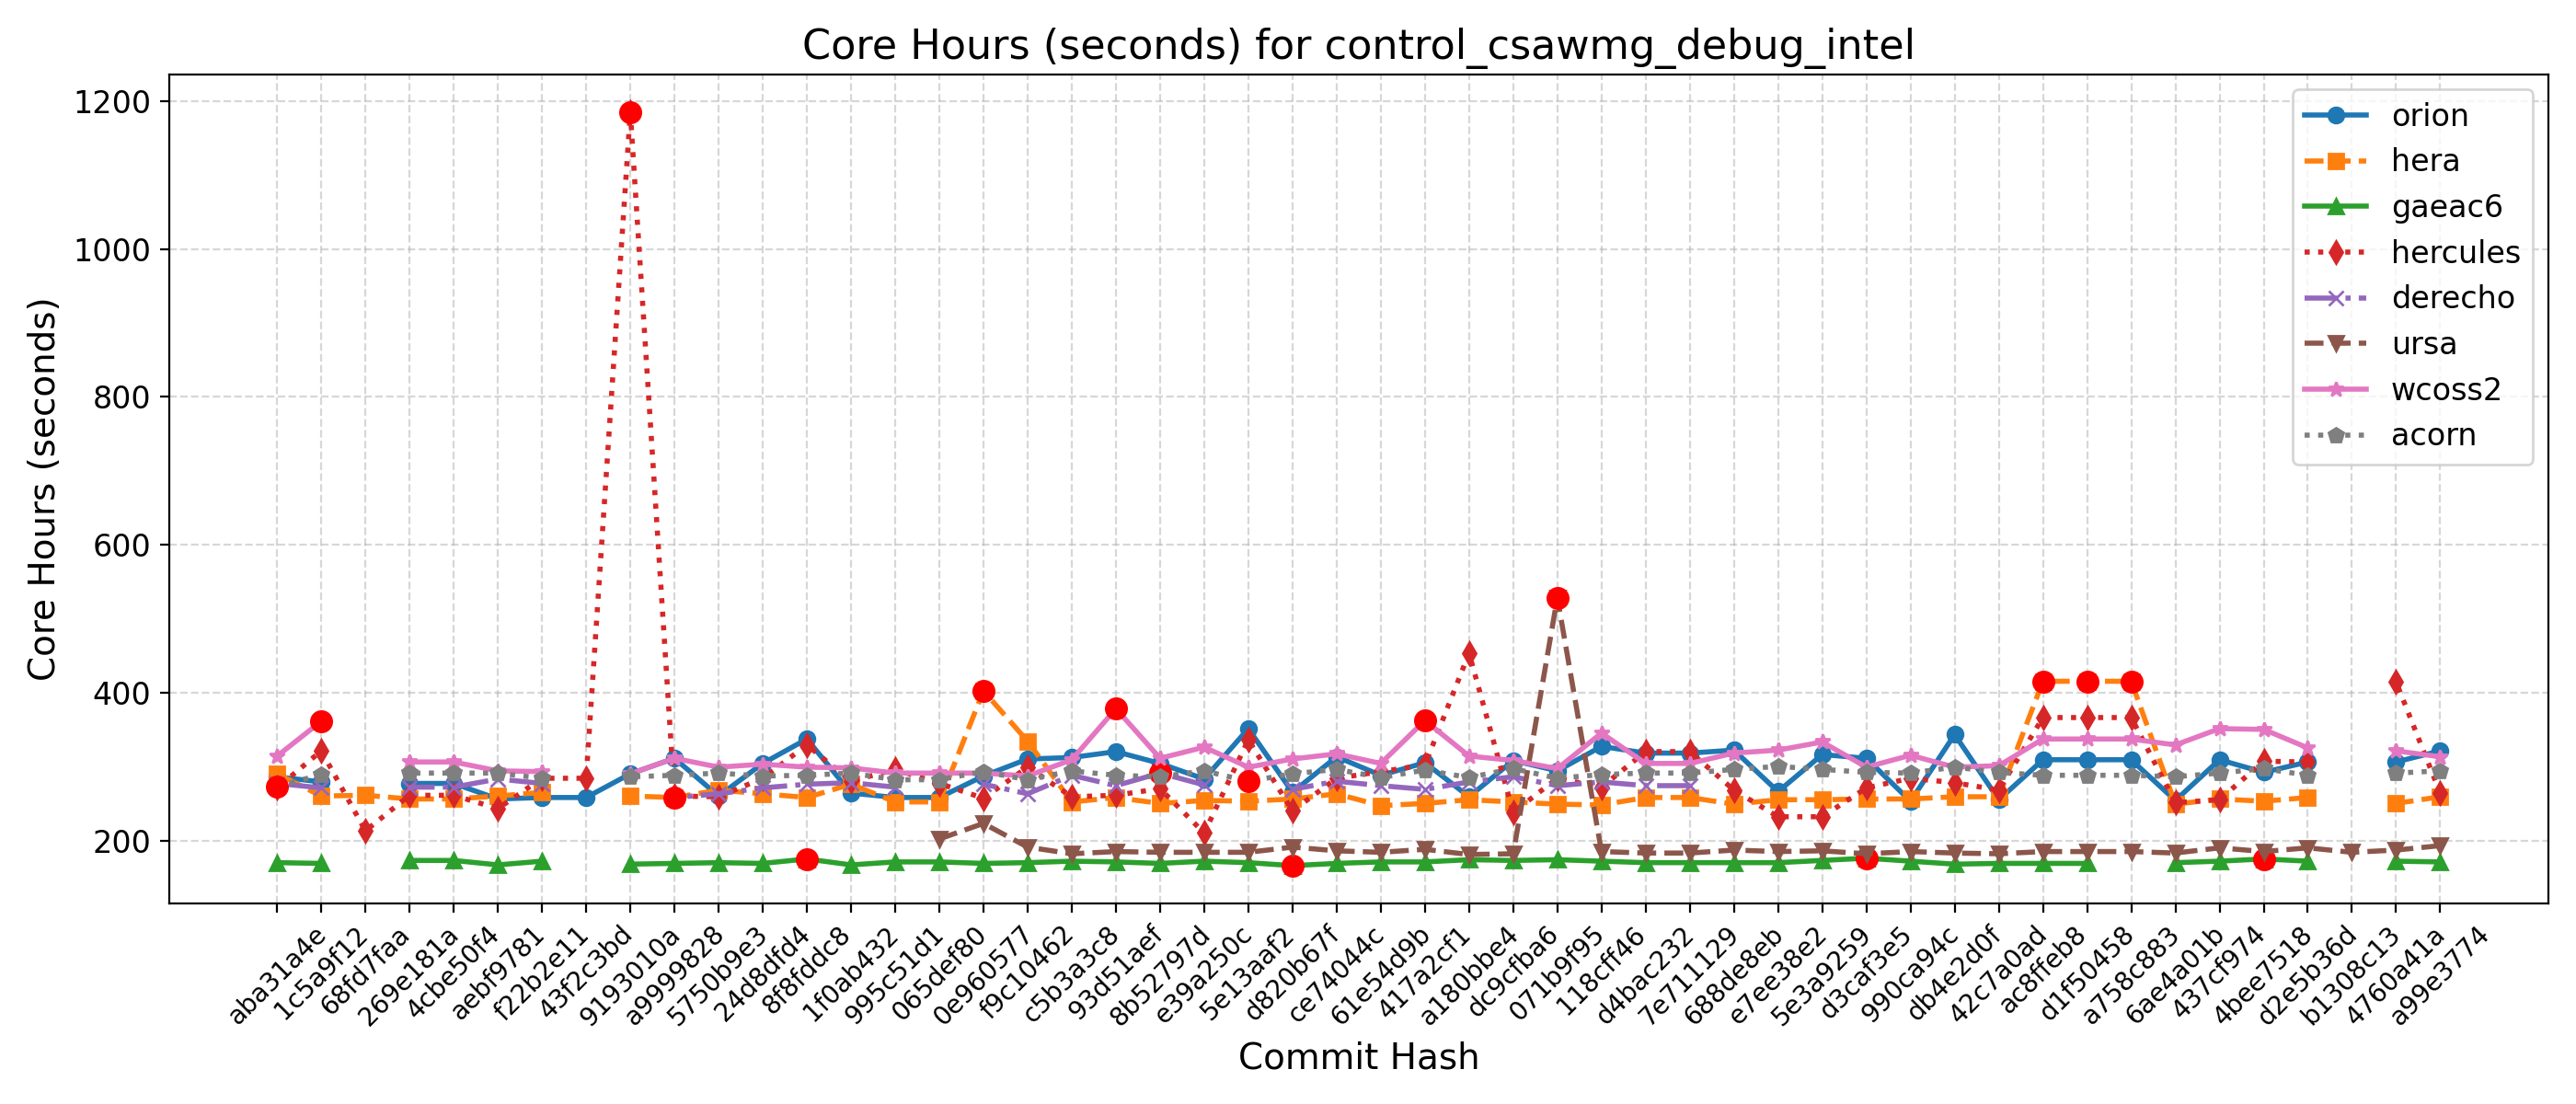 Core Hours (seconds) for control_csawmg_debug_intel
Core Hours (seconds)
1200
1000
800
600
400
200
orion
hera
gaeac6
hercules
derecho
ursa
wcoss2
acorn
aba31a4e
1c5a9f12
68fd7faa
269e181a
4cbe50f4
aebf9781
f22b2e11
43f2c3bd
9193010a
a9999828
5750b9e3
24d8dfd4
8f8fddc8
1f0ab432
995c51d1
065def80
0e960577
f9c10462
c5b3a3c8
93d51aef
8b52797d
e39a250c
5e13aaf2
d820b67f
ce74044c
61e54d9b
417a2cf1
a180bbe4
dc9cfba6
071b9f95
118cff46
d4bac232
7e711129
688de8eb
e7ee38e2
5e3a9259
d3caf3e5
990ca94c
db4e2d0f
42c7a0ad
ac8ffeb8
d1f50458
a758c883
6ae4a01b
437cf974
4bee7518
d2e5b36d
b1308c13
4760a41a
a99e3774
Commit Hash